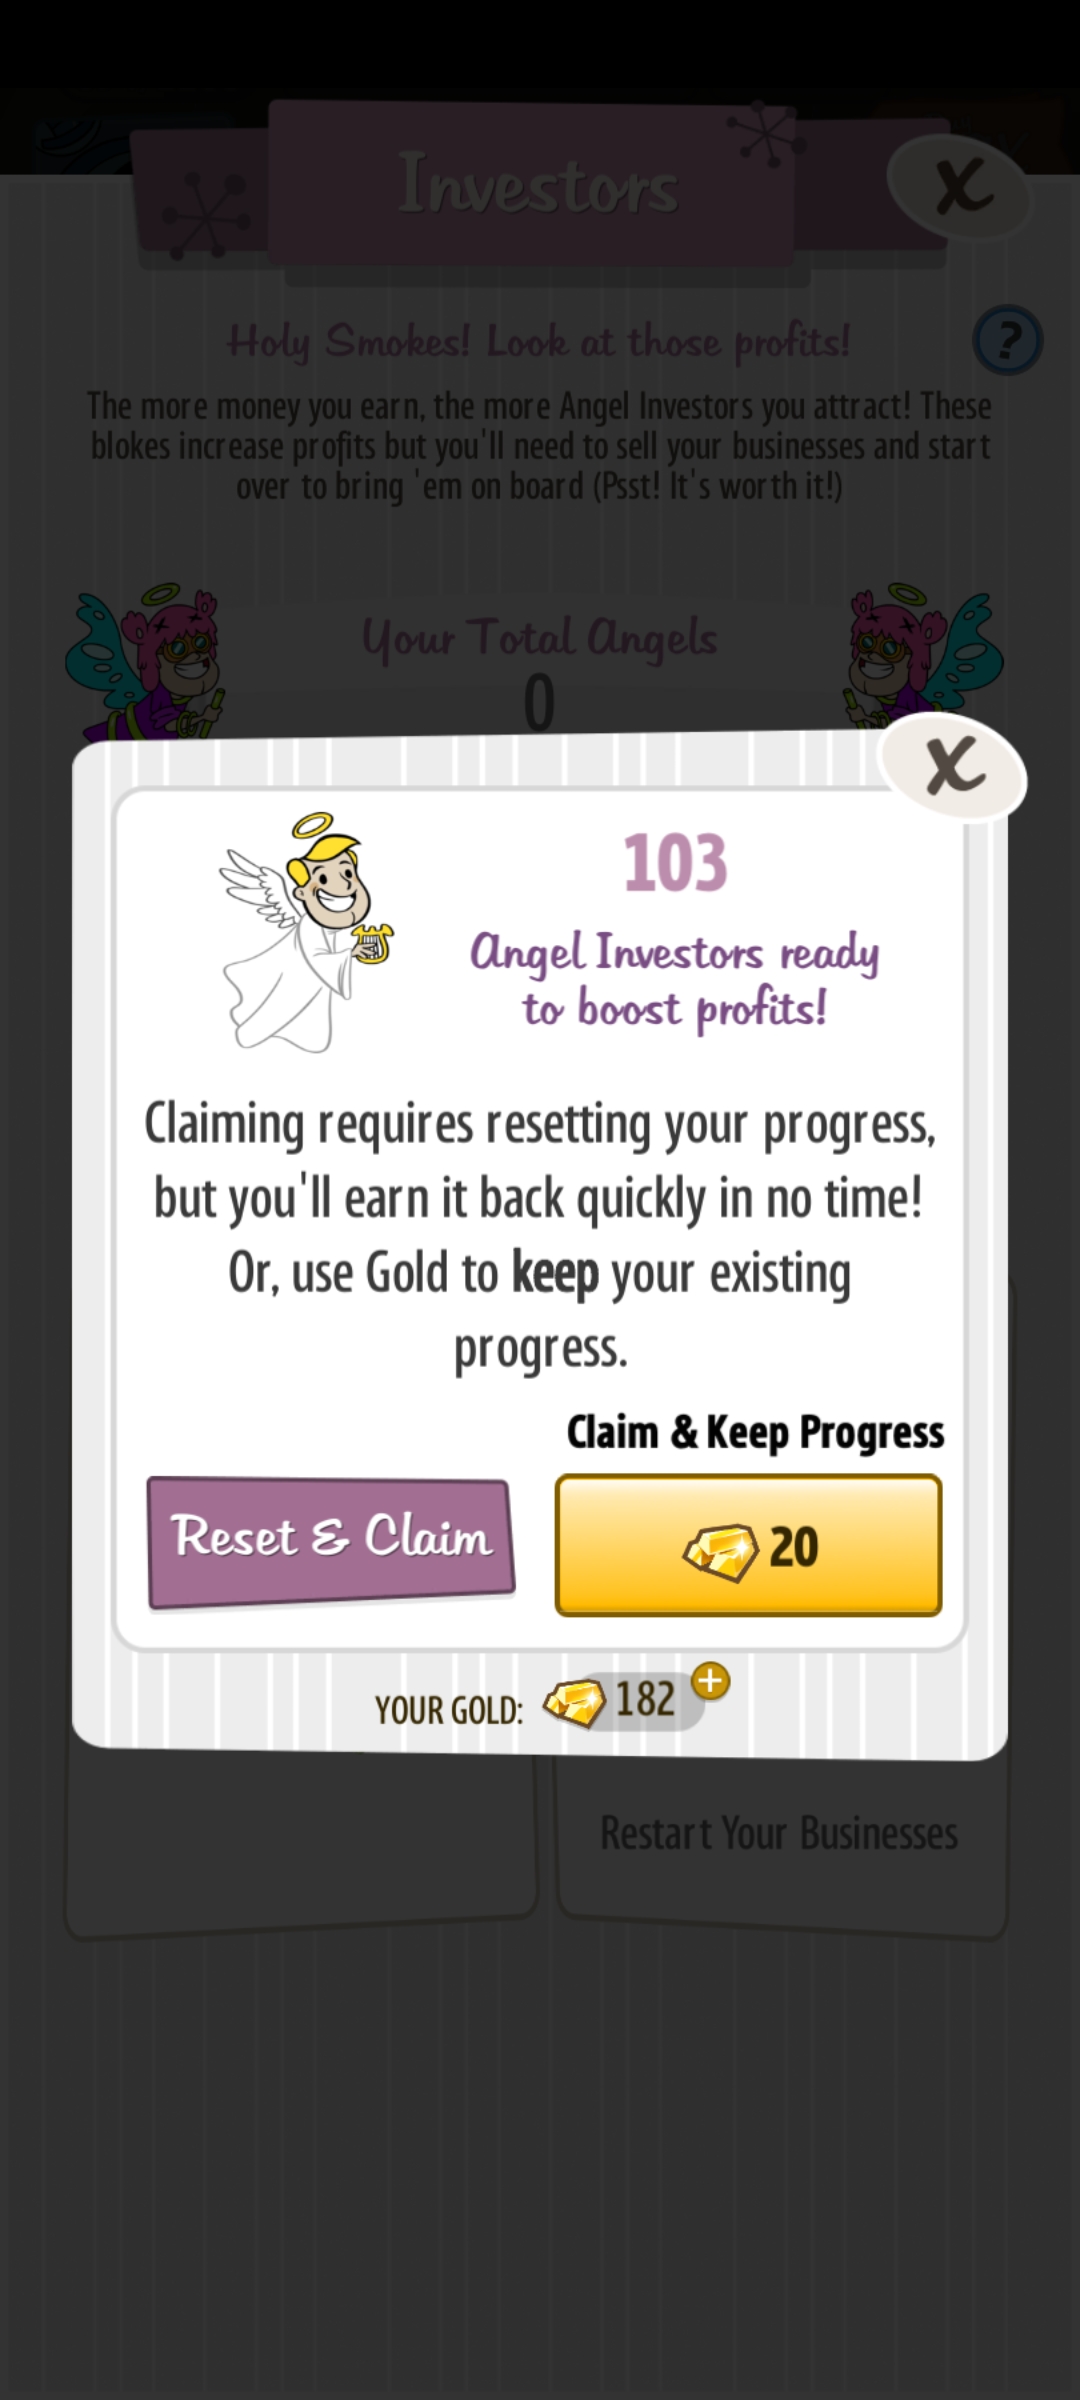 Investors
X
Holy Smokes! Look at those profits!
?
The more money you earn, the more Angel Investors you attract! These
blokes increase profits but you'll need to sell your businesses and start
over to bring 'em on board (Psst! It's worth it!)
Your Total Angels
0
X
103
Angel Investors ready
to boost profits!
Claiming requires resetting your progress,
but you'll earn it back quickly in no time!
Or, use Gold to keep your existing
progress.
Claim & Keep Progress
Reset & Claim
20
YOUR GOLD: 182 +
Restart Your Businesses